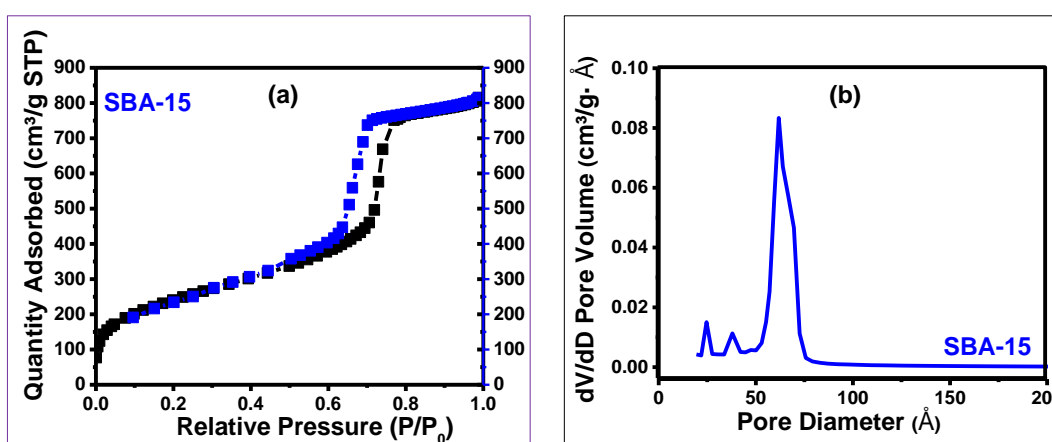 (a)
SBA-15
Quantity Adsorbed (cm³/g STP)
900
800
700
600
500
400
300
200
100
0
900
800
700
600
500
400
300
200
100
0
0.0 0.2 0.4 0.6 0.8 1.0
Relative Pressure (P/P₀)
(b)
dV/dD Pore Volume (cm³/g· Å)
0.10
0.08
0.06
0.04
0.02
0.00
SBA-15
0 50 100 150 200
Pore Diameter (Å)